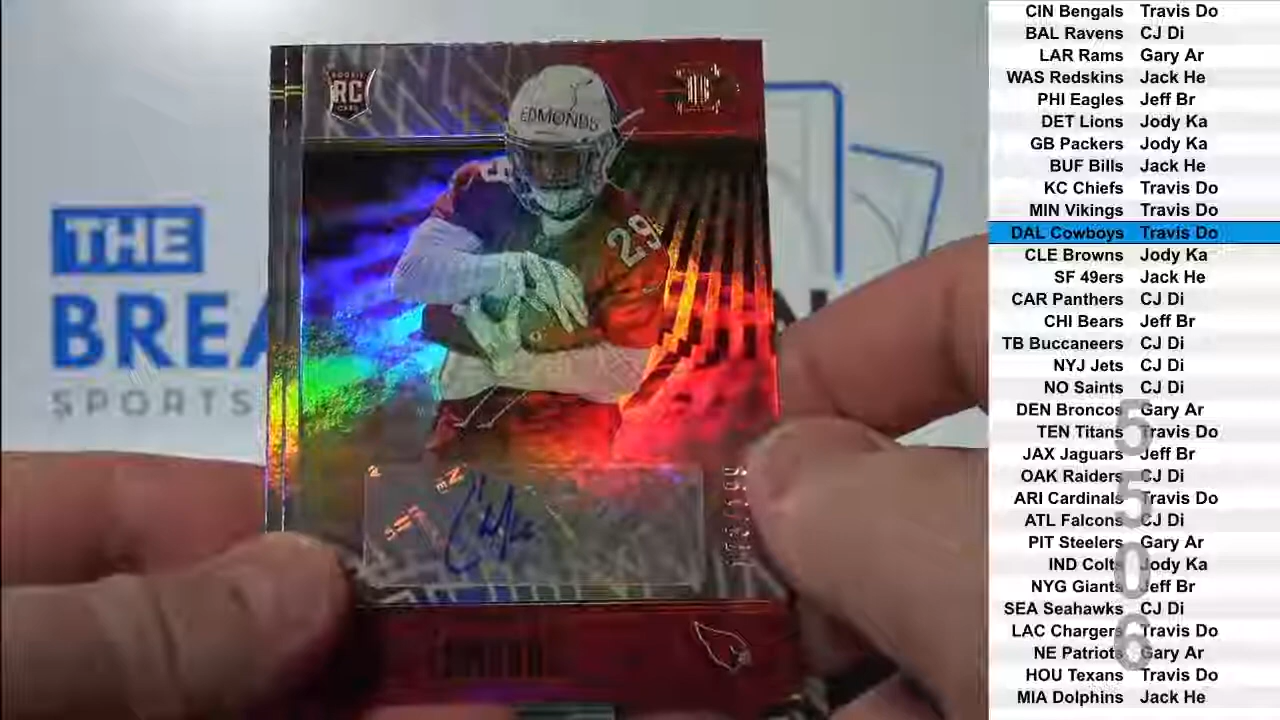 ROOKIE
RC
CARD
EDMONDS
29
THE
BREA
SPORTS
EDMONDS
CIN Bengals Travis Do
BAL Ravens CJ Di
LAR Rams Gary Ar
WAS Redskins Jack He
PHI Eagles Jeff Br
DET Lions Jody Ka
GB Packers Jody Ka
BUF Bills Jack He
KC Chiefs Travis Do
MIN Vikings Travis Do
DAL Cowboys Travis Do
CLE Browns Jody Ka
SF 49ers Jack He
CAR Panthers CJ Di
CHI Bears Jeff Br
TB Buccaneers CJ Di
NYJ Jets CJ Di
NO Saints CJ Di
DEN Broncos Gary Ar
TEN Titans Travis Do
JAX Jaguars Jeff Br
OAK Raiders CJ Di
ARI Cardinals Travis Do
ATL Falcons CJ Di
PIT Steelers Gary Ar
IND Colts Jody Ka
NYG Giants Jeff Br
SEA Seahawks CJ Di
LAC Chargers Travis Do
NE Patriots Gary Ar
HOU Texans Travis Do
MIA Dolphins Jack He
5506